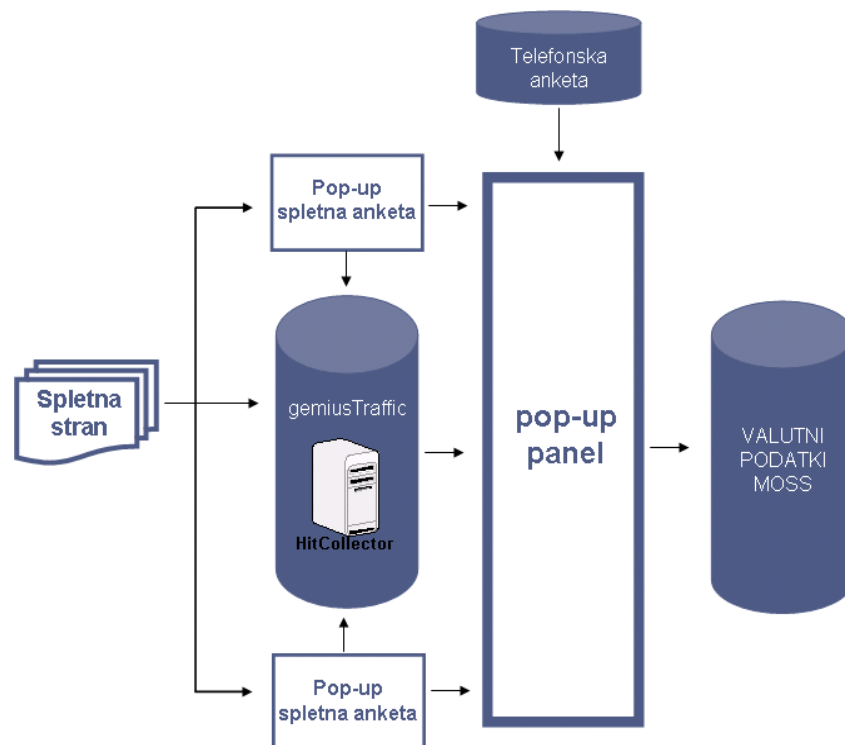 Telefonska
anketa
Pop-up
spletna anketa
Spletna
stran
gemiusTraffic
HitCollector
pop-up
panel
VALUTNI
PODATKI
MOSS
Pop-up
spletna anketa